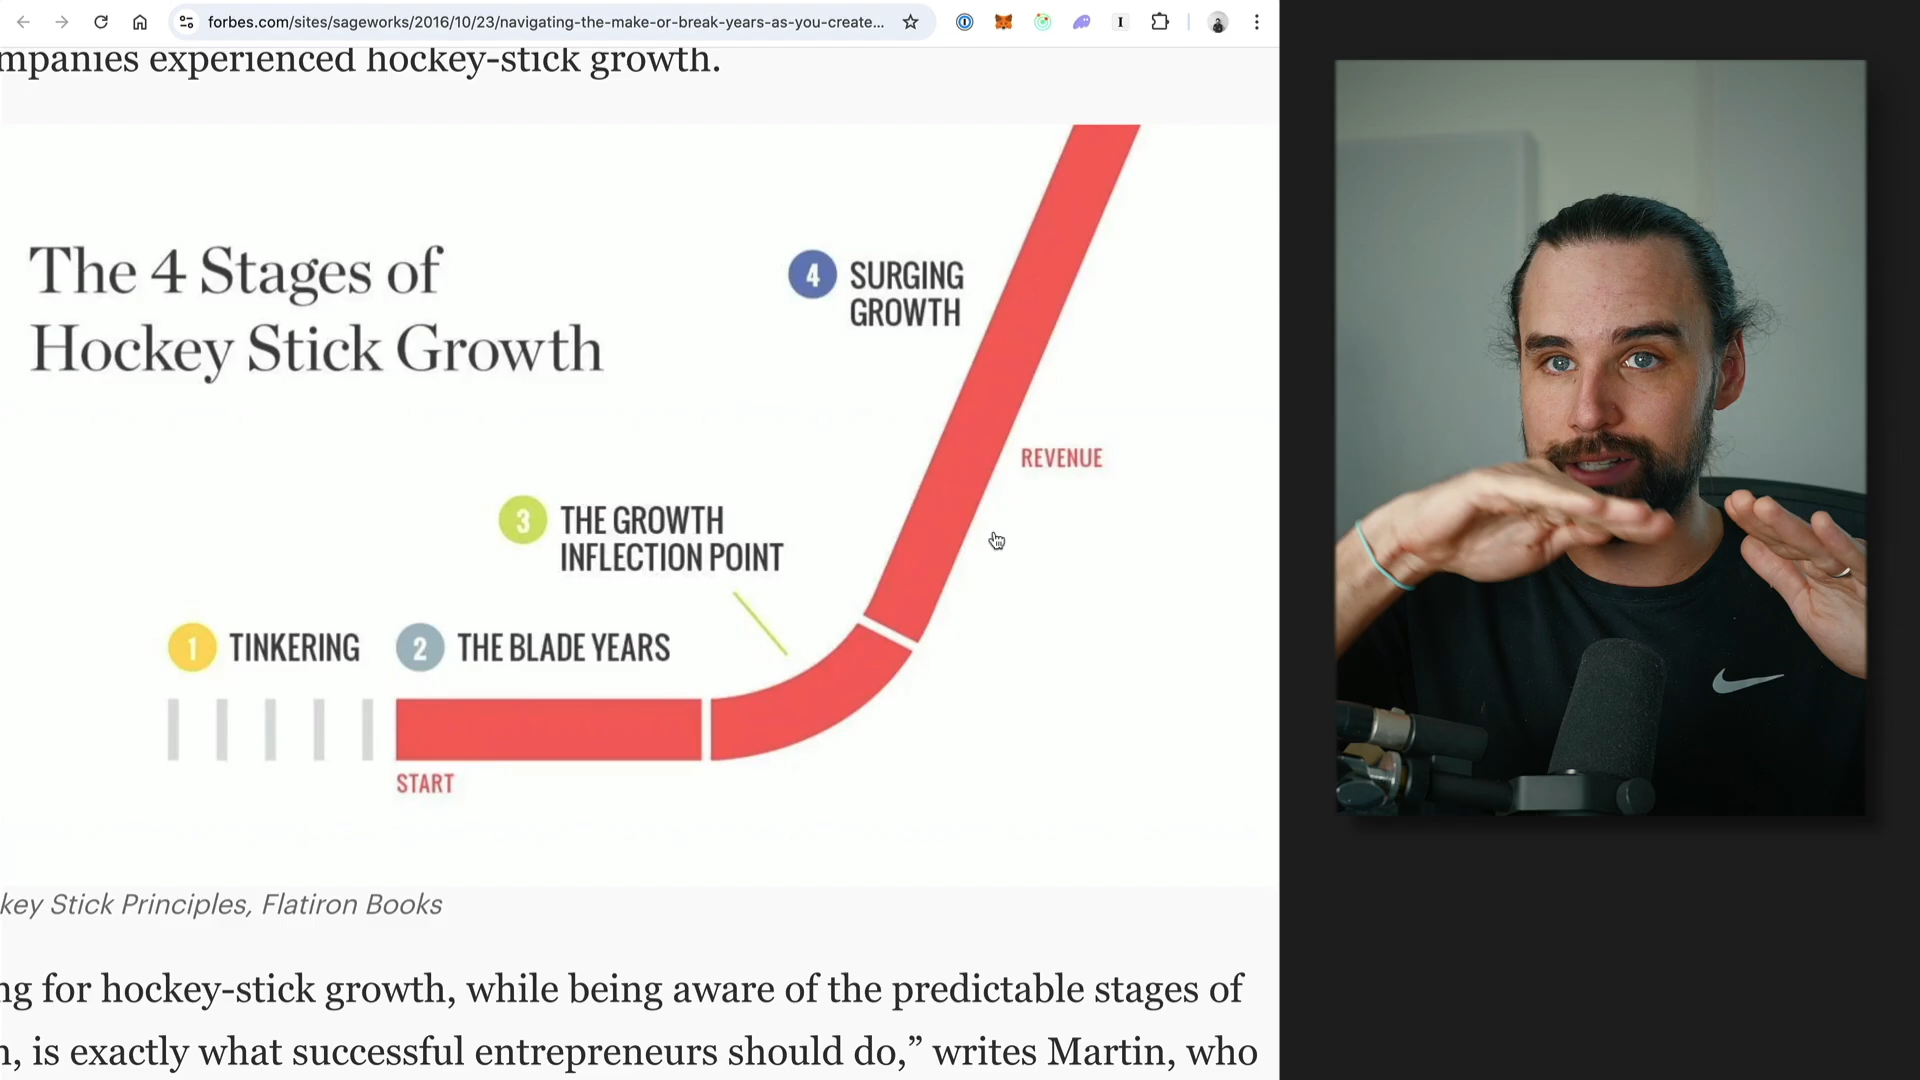 forbes.com/sites/sageworks/2016/10/23/navigating-the-make-or-break-years-as-you-create...
mpanies experienced hockey-stick growth.
The 4 Stages of
Hockey Stick Growth
4 SURGING
GROWTH
REVENUE
3 THE GROWTH
INFLECTION POINT
1 TINKERING
2 THE BLADE YEARS
START
key Stick Principles, Flatiron Books
ng for hockey-stick growth, while being aware of the predictable stages of
n, is exactly what successful entrepreneurs should do,” writes Martin, who